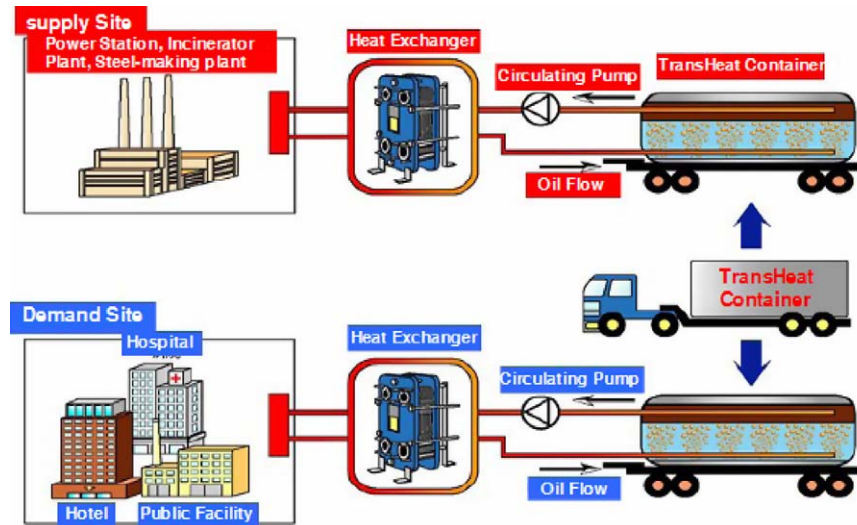 supply Site
Power Station, Incinerator
Plant, Steel-making plant
Heat Exchanger
Circulating Pump
TransHeat Container
Oil Flow
TransHeat
Container
Demand Site
Hospital
Heat Exchanger
Circulating Pump
Oil Flow
Hotel
Public Facility